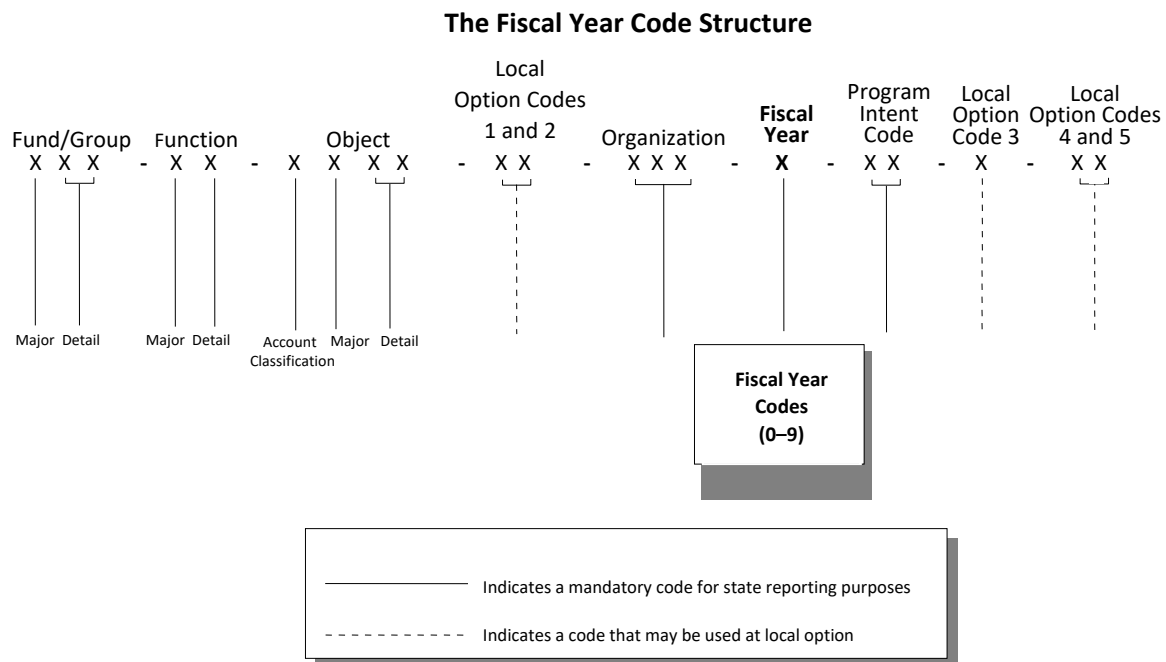 The Fiscal Year Code Structure
Local
Option Codes
1 and 2
Fund/Group
Function
Object
Organization
Fiscal
Year
Program
Intent
Code
Local
Option
Code 3
Local
Option Codes
4 and 5
X X X - X X - X X X X - X X - X X X - X - X X - X - X X
Major Detail
Major Detail
Account
Classification
Major Detail
Fiscal Year
Codes
(0–9)
Indicates a mandatory code for state reporting purposes
Indicates a code that may be used at local option